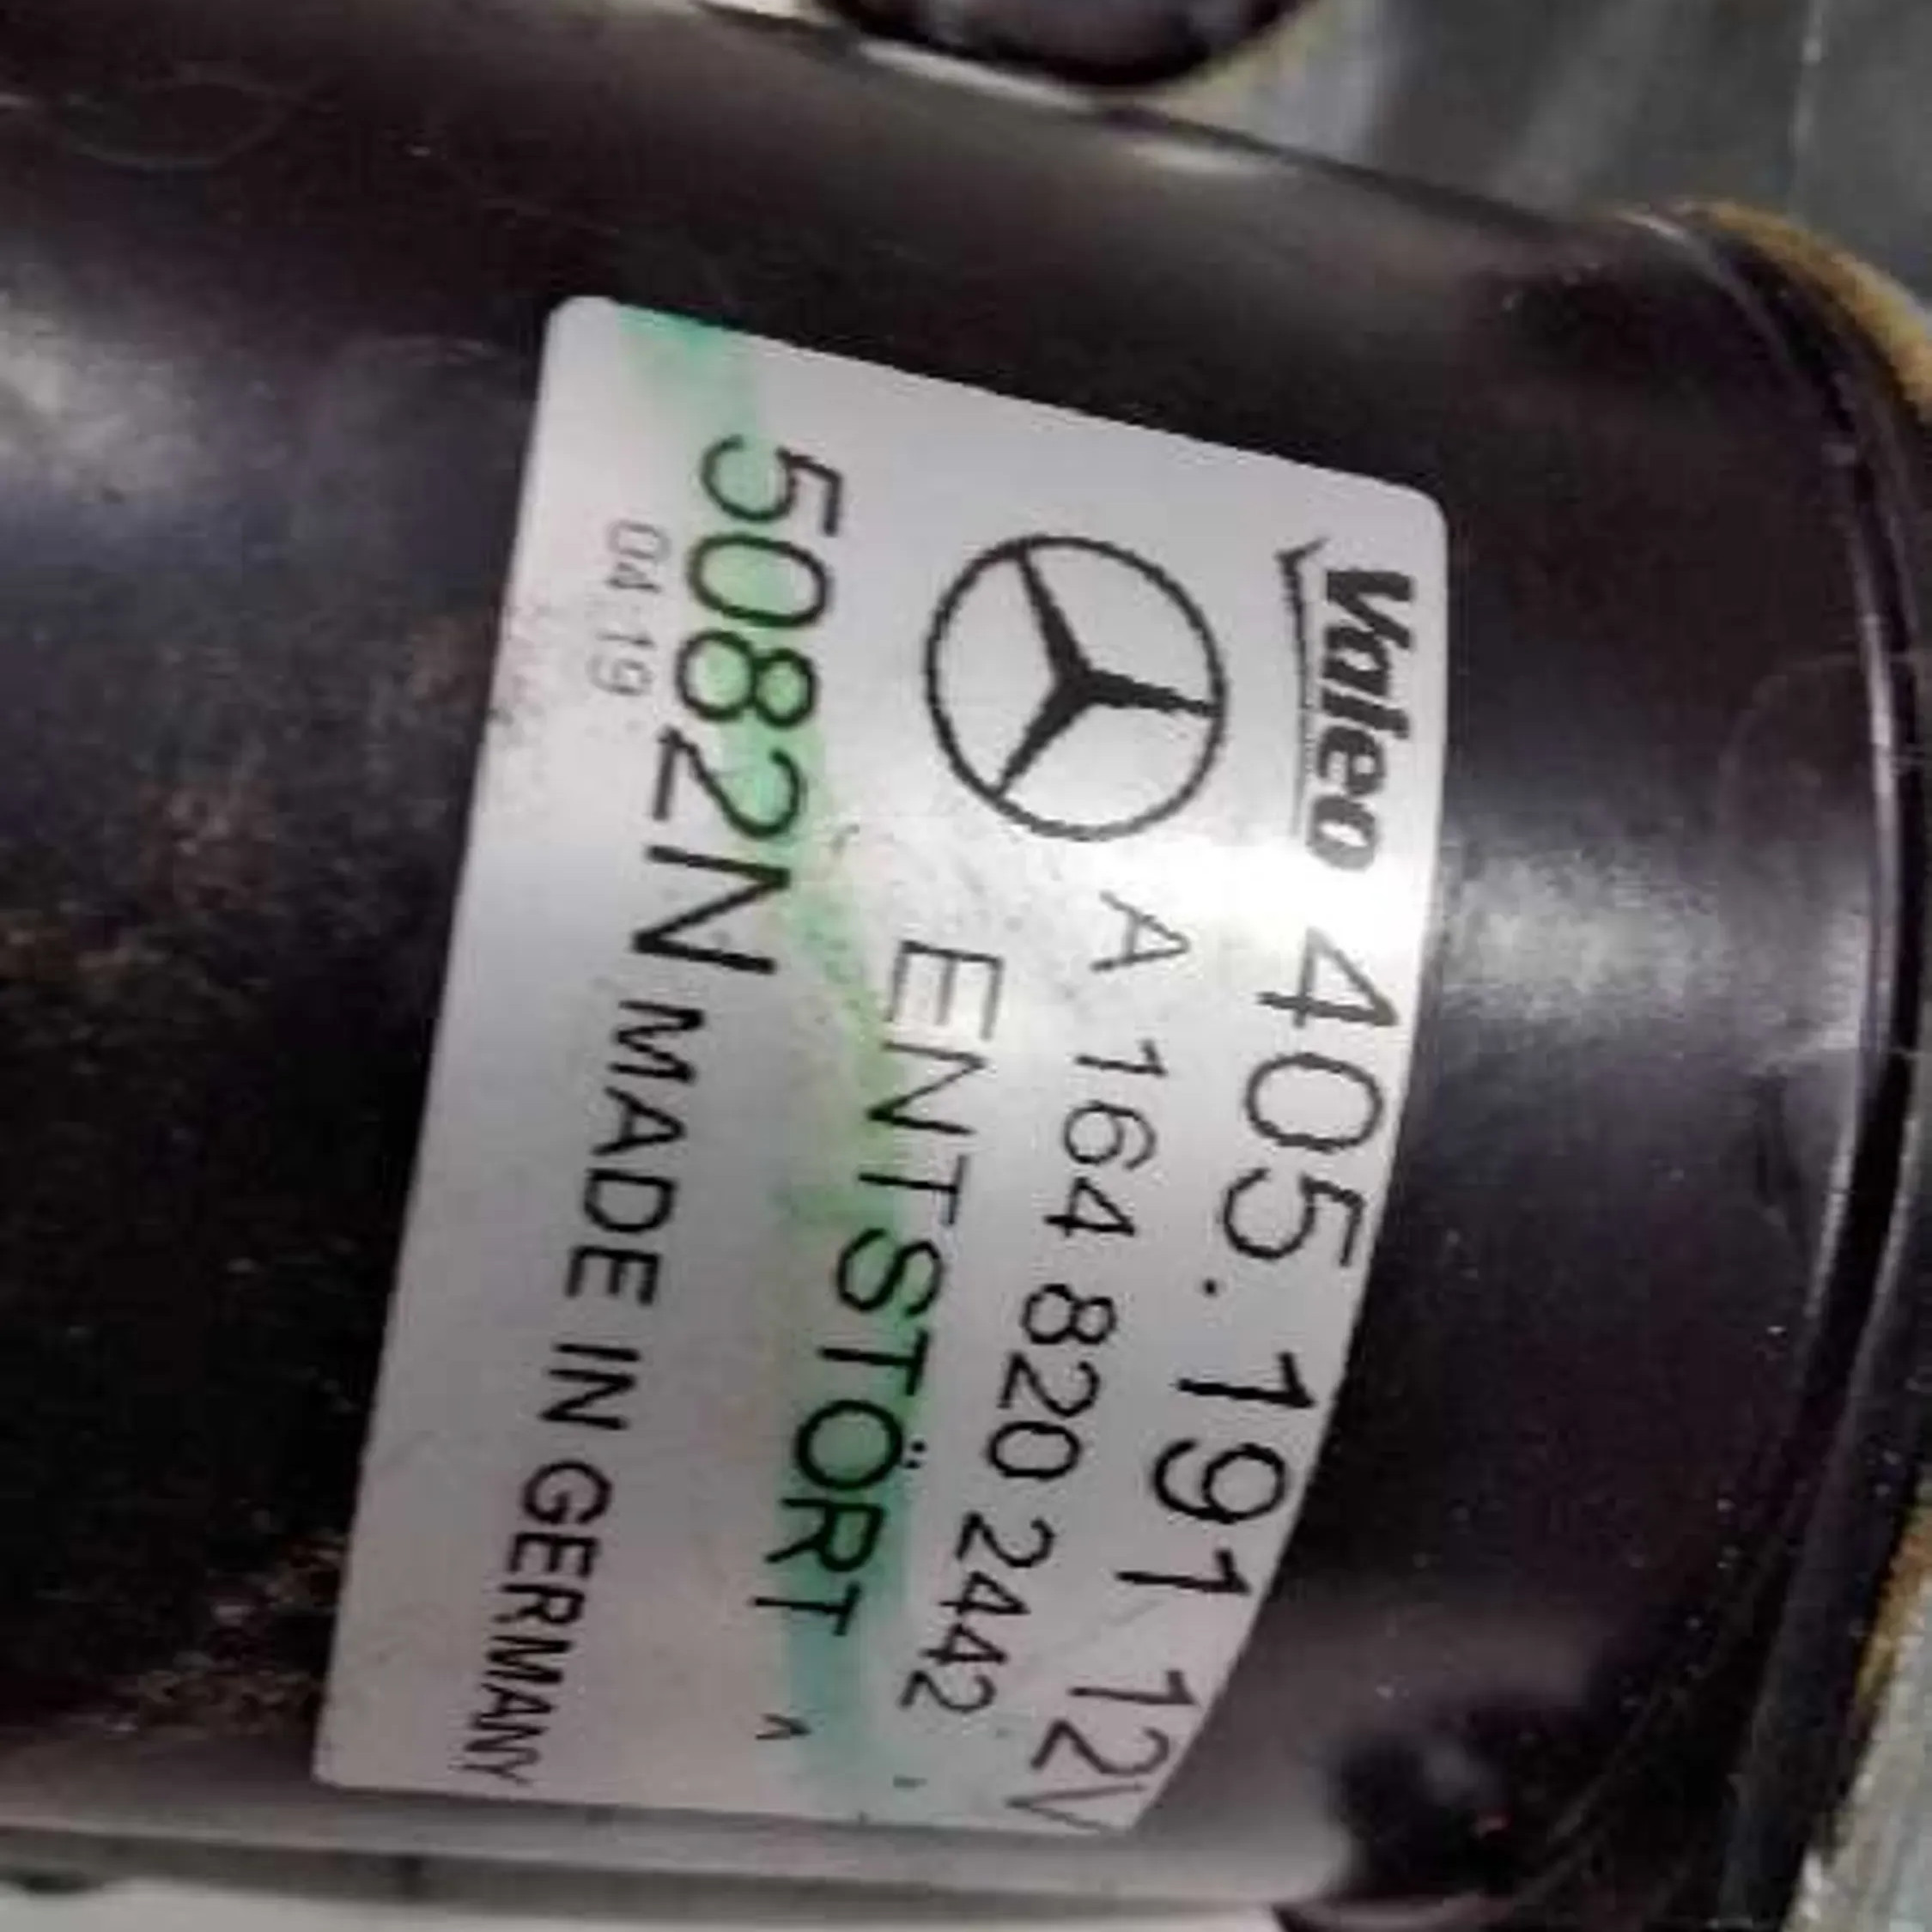 Valeo 405.191 12V
A 164 820 2442
ENTSTÖRT
5082N MADE IN GERMANY
04 19